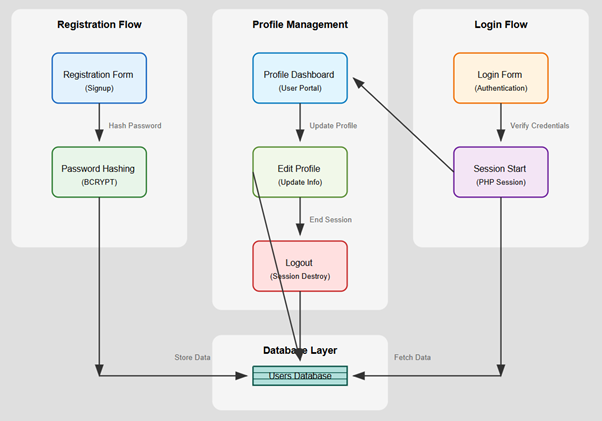 Registration Flow
Registration Form
(Signup)
Hash Password
Password Hashing
(BCRYPT)
Profile Management
Profile Dashboard
(User Portal)
Update Profile
Edit Profile
(Update Info)
End Session
Logout
(Session Destroy)
Login Flow
Login Form
(Authentication)
Verify Credentials
Session Start
(PHP Session)
Database Layer
Store Data
Users Database
Fetch Data